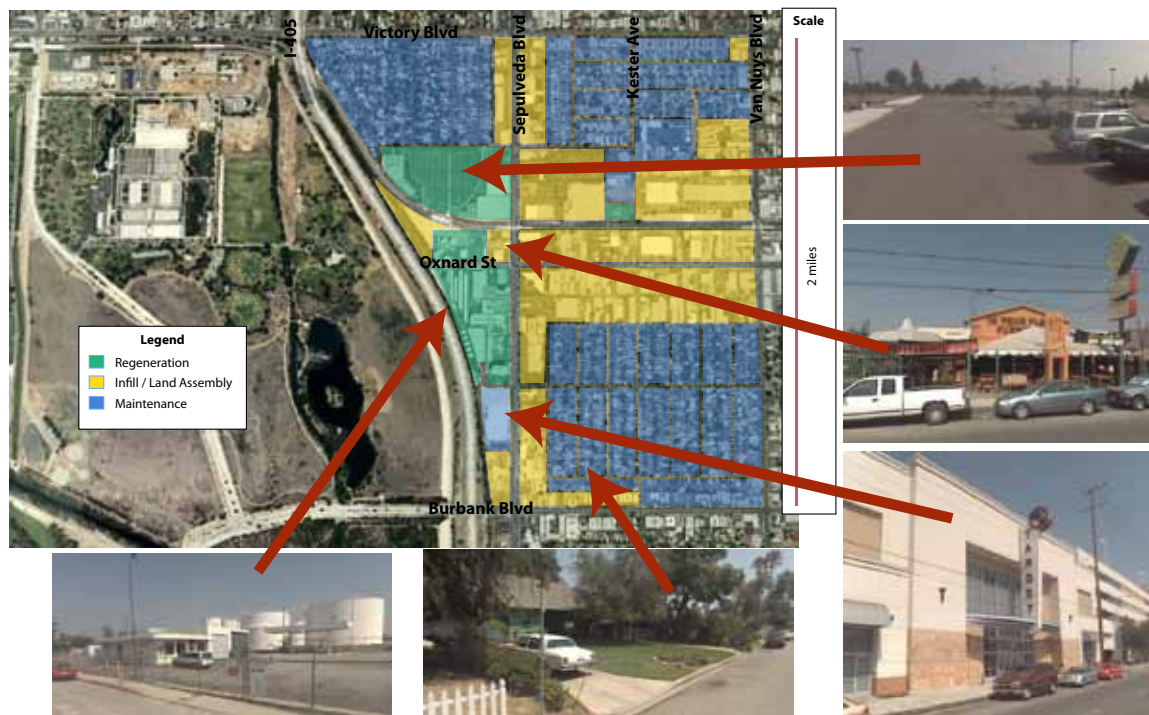 Victory Blvd
I-405
Sepulveda Blvd
Kester Ave
Van Nuys Blvd
Scale
2 miles
Oxnard St
Legend
Regeneration
Infill / Land Assembly
Maintenance
Burbank Blvd